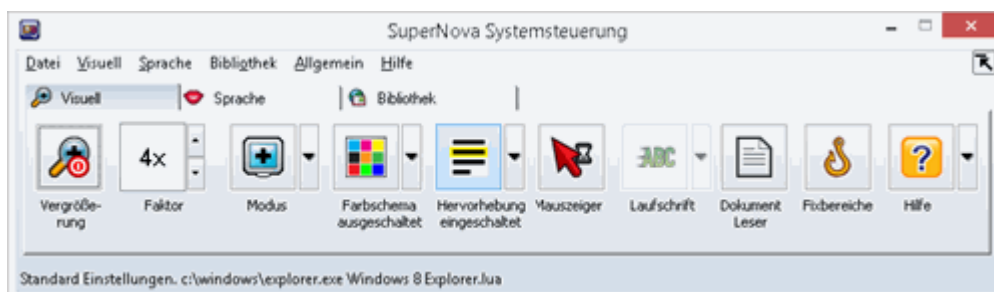 SuperNova Systemsteuerung
Datei Visuell Sprache Bibliothek Allgemein Hilfe
Visuell Sprache Bibliothek
4x ABC ?
Vergröße- Faktor Modus Farbschema Hervorhebung Mauszeiger Laufschrift Dokument Fixbereiche Hilfe
rung ausgeschaltet eingeschaltet Leser
Standard Einstellungen. c:\windows\explorer.exe Windows 8 Explorer.lua